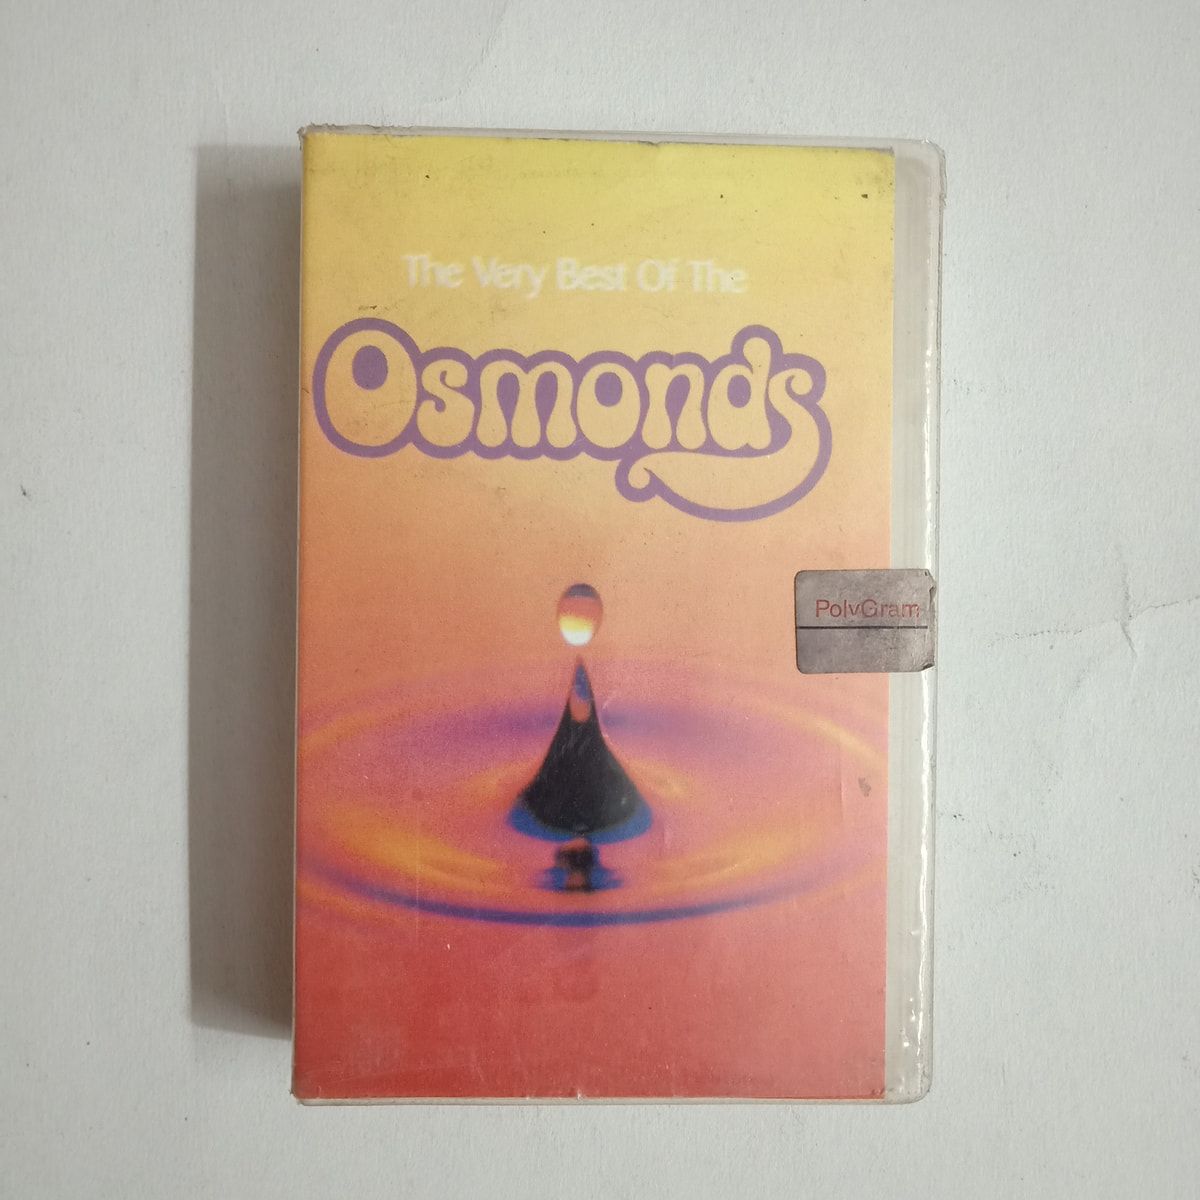 The Very Best Of The
Osmonds
PolyGram